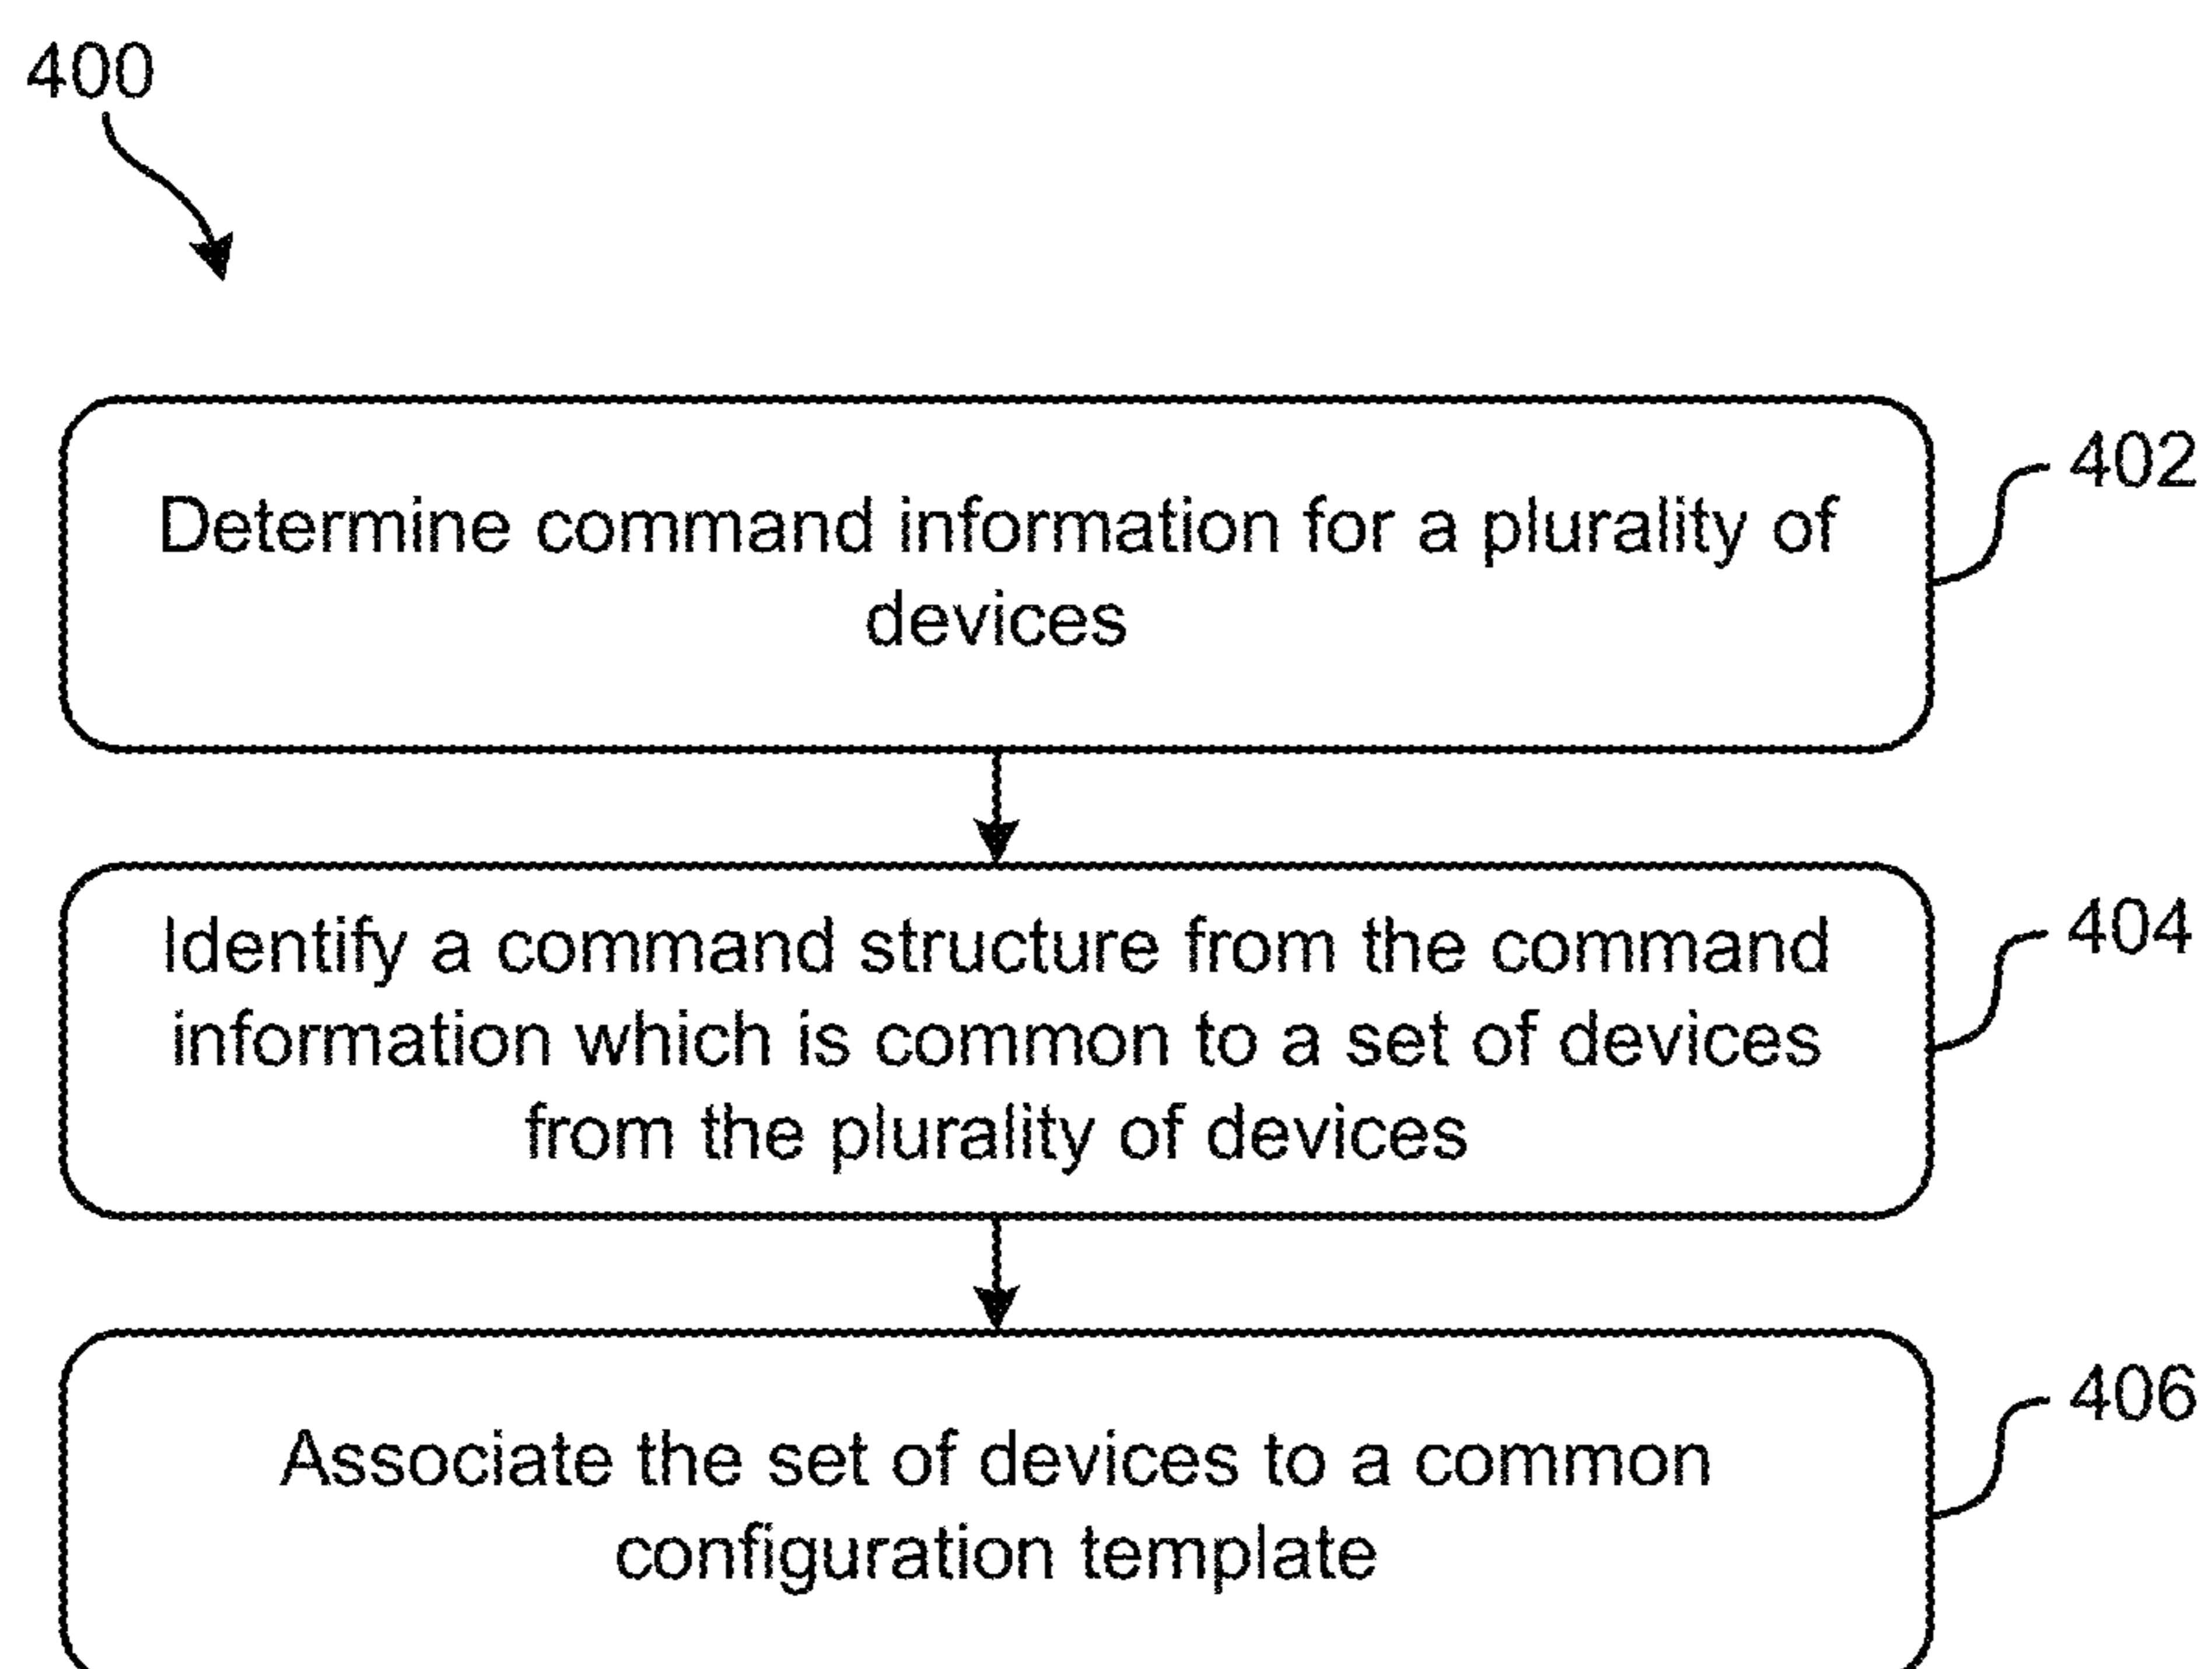 400
402
Determine command information for a plurality of
devices
404
Identify a command structure from the command
information which is common to a set of devices
from the plurality of devices
406
Associate the set of devices to a common
configuration template